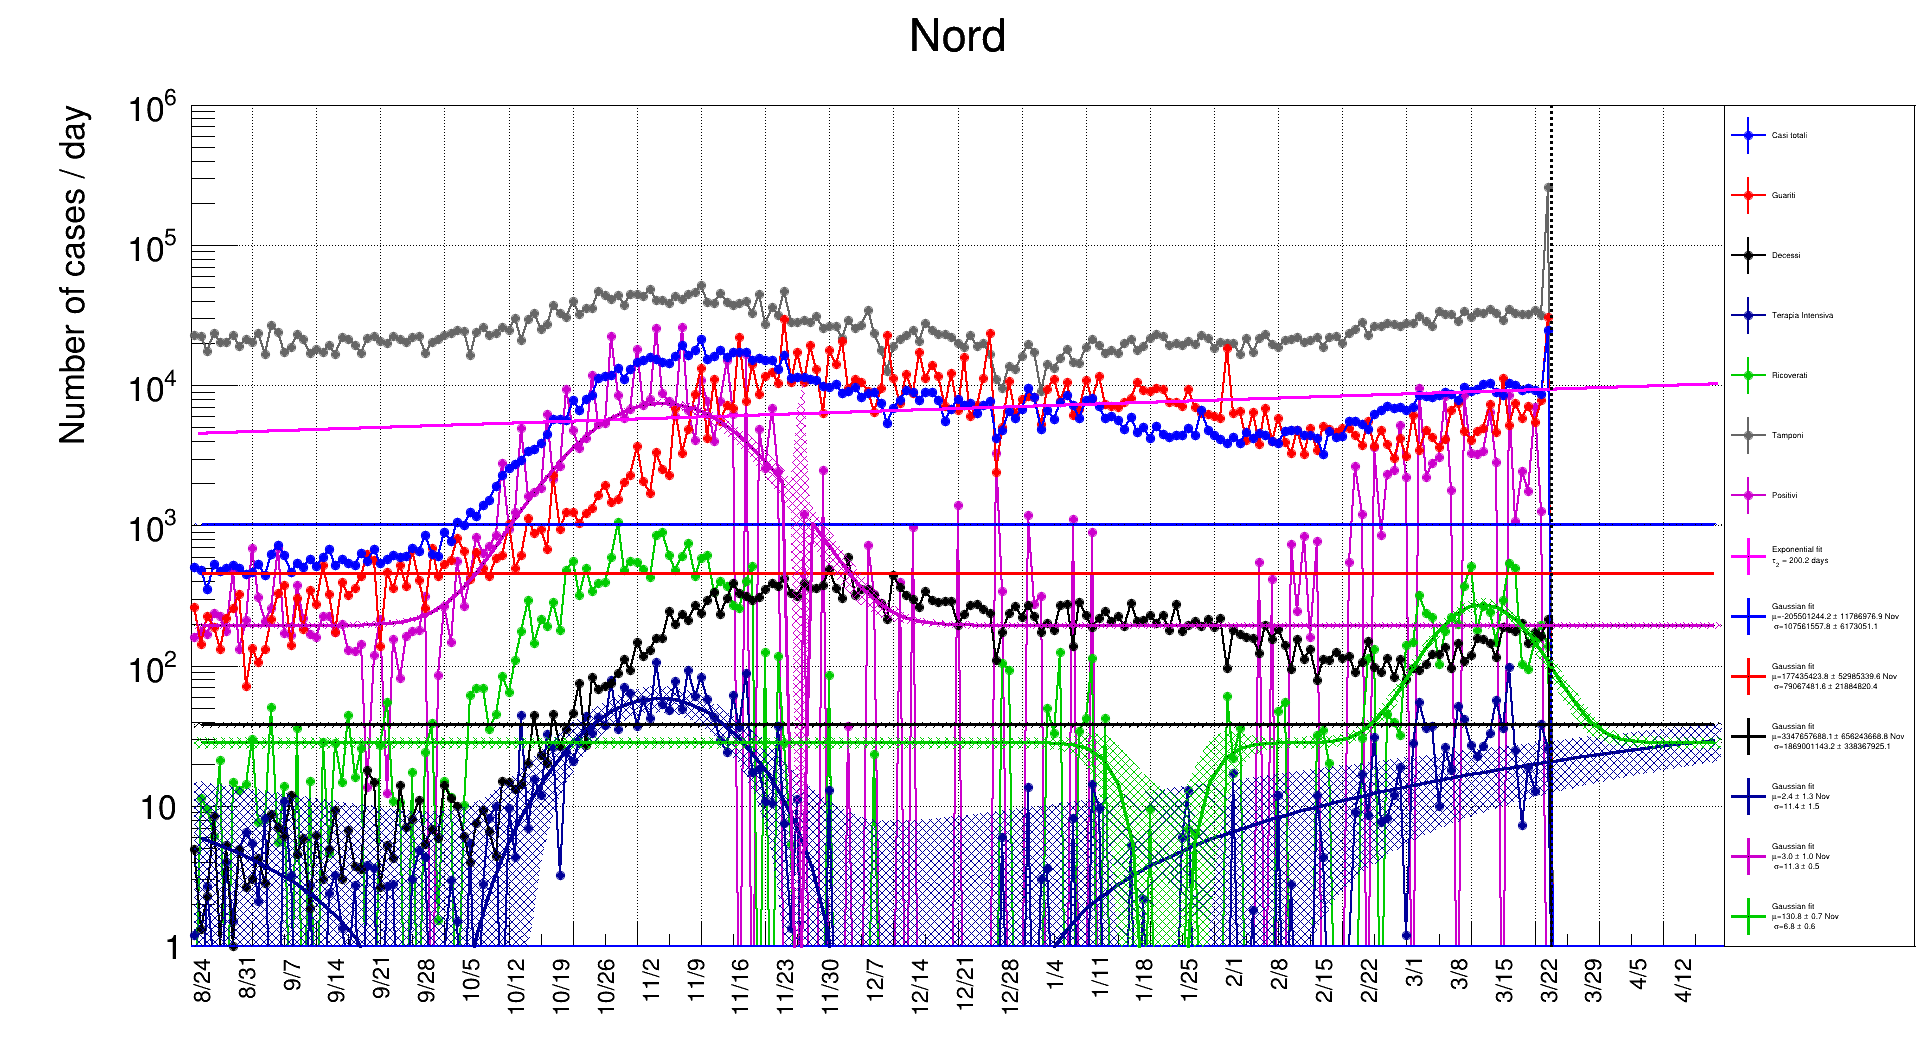 Nord
Number of cases / day
10^6
10^5
10^4
10^3
10^2
10
1
8/24 8/31 9/7 9/14 9/21 9/28 10/5 10/12 10/19 10/26 11/2 11/9 11/16 11/23 11/30 12/7 12/14 12/21 12/28 1/4 1/11 1/18 1/25 2/1 2/8 2/15 2/22 3/1 3/8 3/15 3/22 3/29 4/5 4/12
Casi totali
Guariti
Decessi
Terapia Intensiva
Ricoverati
Tamponi
Positivi
Exponential fit
τ_2 = 200.2 days
Gaussian fit
μ=-205501244.2 ± 11786976.9 Nov
σ=107561557.8 ± 6173051.1
Gaussian fit
μ=177435423.8 ± 52985339.6 Nov
σ=79067481.6 ± 21884820.4
Gaussian fit
μ=3347657688.1 ± 656243668.8 Nov
σ=1869001143.2 ± 338367925.1
Gaussian fit
μ=2.4 ± 1.3 Nov
σ=11.4 ± 1.5
Gaussian fit
μ=3.0 ± 1.0 Nov
σ=11.3 ± 0.5
Gaussian fit
μ=130.8 ± 0.7 Nov
σ=6.8 ± 0.6